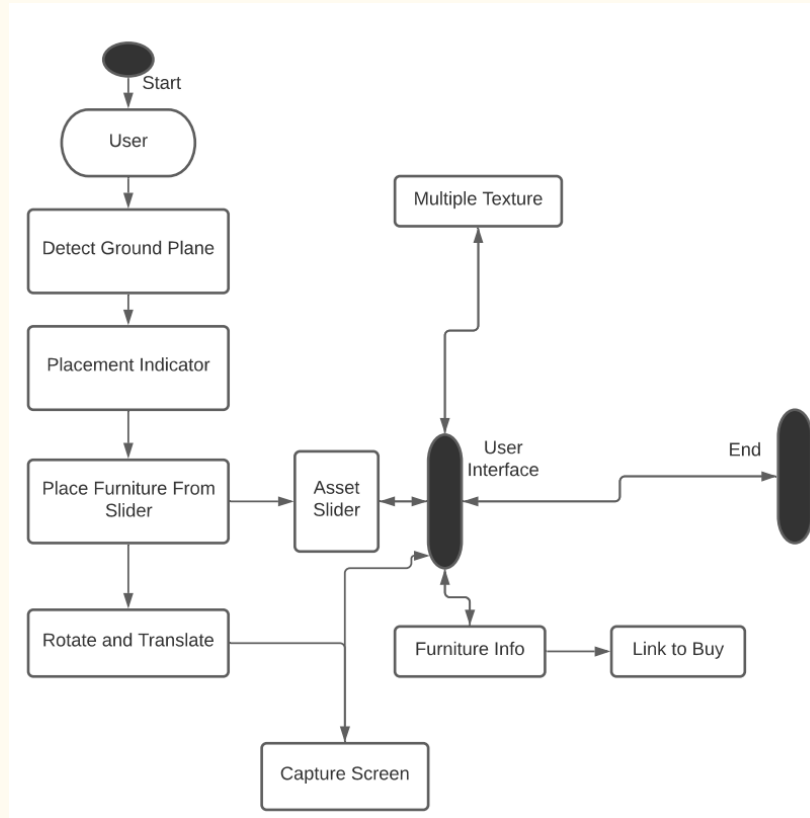 Start
User
Multiple Texture
Detect Ground Plane
Placement Indicator
User
Interface
End
Place Furniture From
Slider
Asset
Slider
Rotate and Translate
Furniture Info
Link to Buy
Capture Screen